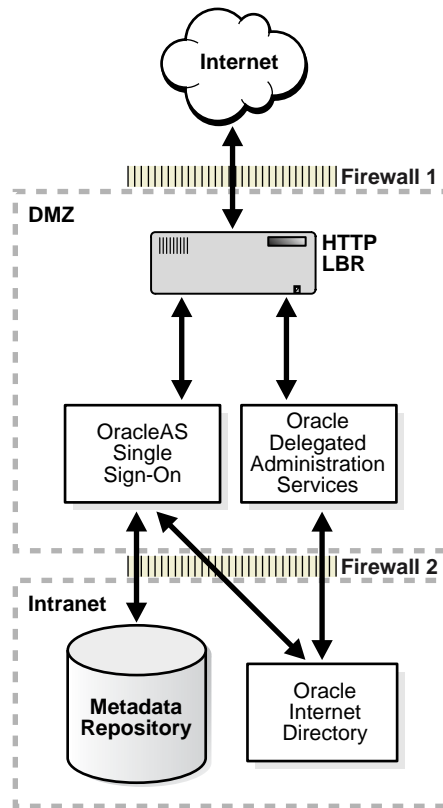 Internet
Firewall 1
DMZ
HTTP
LBR
OracleAS
Single
Sign-On
Oracle
Delegated
Administration
Services
Firewall 2
Intranet
Metadata
Repository
Oracle
Internet
Directory